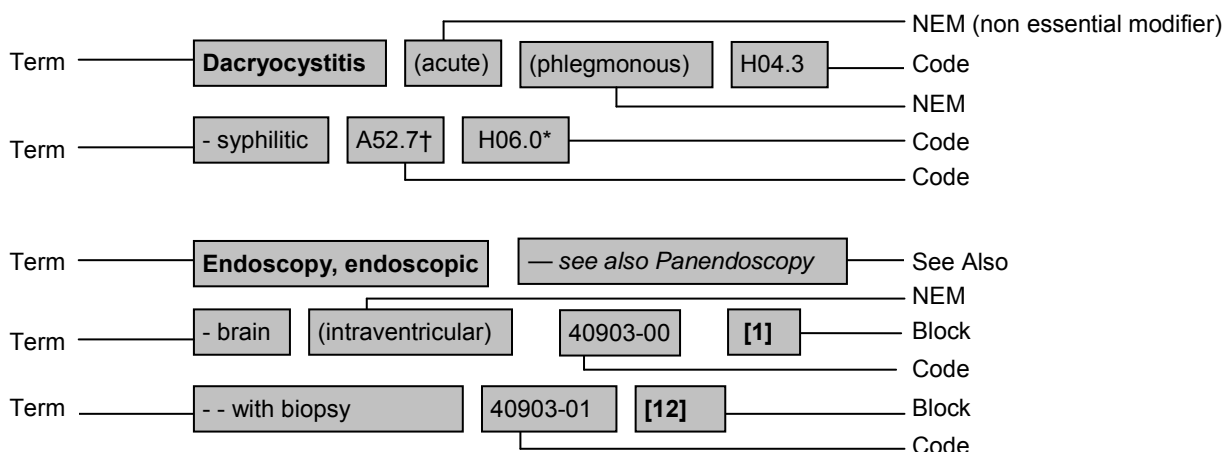 NEM (non essential modifier)
Term Dacryocystitis (acute) (phlegmonous) H04.3 Code
NEM
Term - syphilitic A52.7† H06.0* Code
Code
Term Endoscopy, endoscopic — see also Panendoscopy See Also
NEM
Term - brain (intraventricular) 40903-00 [1] Block
Code
Term - - with biopsy 40903-01 [12] Block
Code